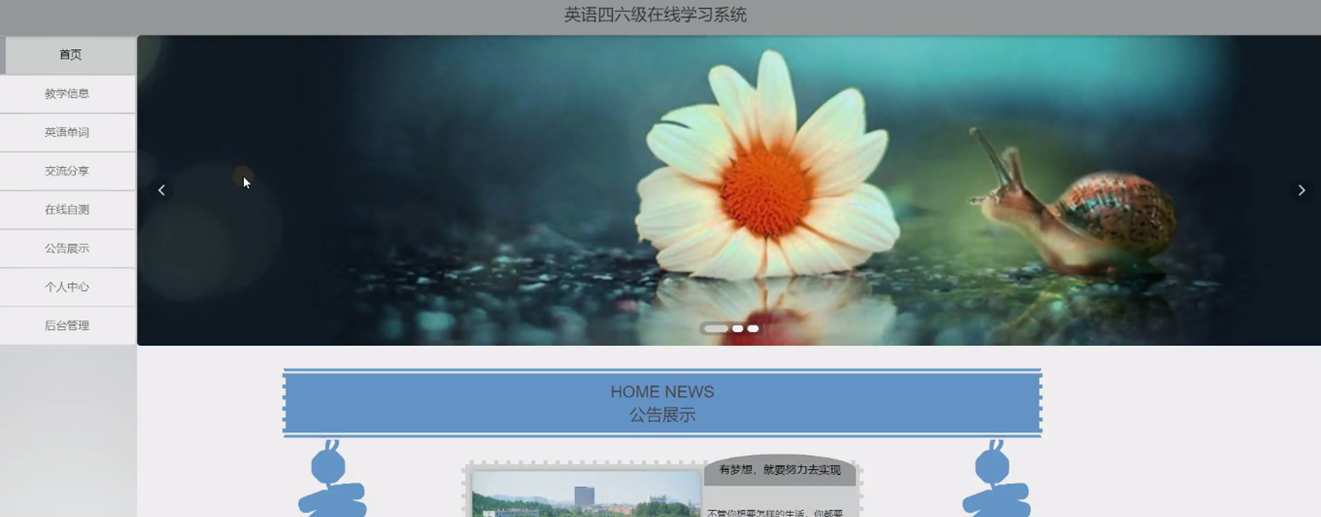 英语四六级在线学习系统
首页
教学信息
英语单词
交流分享
在线自测
公告展示
个人中心
后台管理
HOME NEWS
公告展示
有梦想，就要努力去实现
不管你想要怎样的生活，你都要